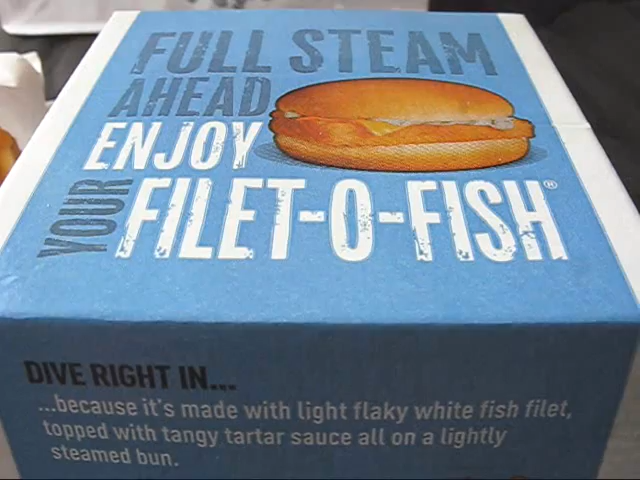 FULL STEAM
AHEAD
ENJOY
YOUR FILET-O-FISH®
DIVE RIGHT IN...
...because it's made with light flaky white fish filet,
topped with tangy tartar sauce all on a lightly
steamed bun.